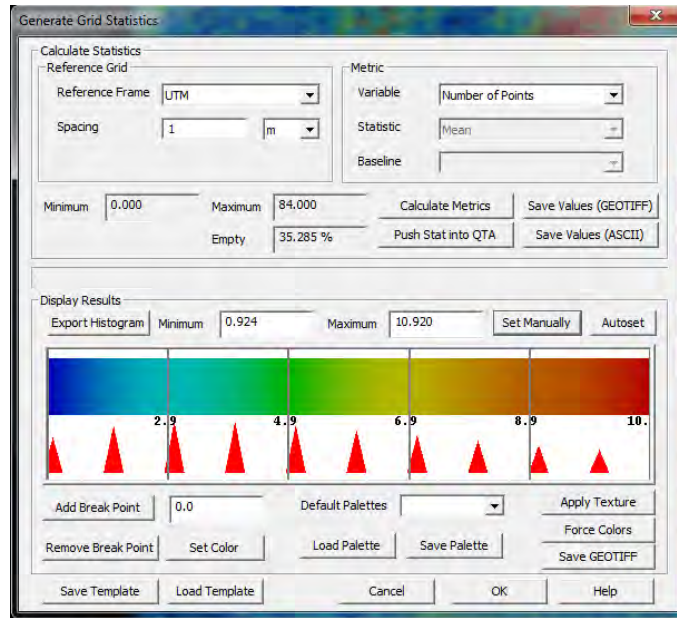 Generate Grid Statistics
Calculate Statistics
Reference Grid
Metric
Reference Frame UTM
Variable Number of Points
Spacing 1 m
Statistic Mean
Baseline
Minimum 0.000 Maximum 84.000 Calculate Metrics Save Values (GEOTIFF)
Empty 35.285 % Push Stat into QTA Save Values (ASCII)
Display Results
Export Histogram Minimum 0.924 Maximum 10.920 Set Manually Autoset
2.9 4.9 6.9 8.9 10.
Add Break Point 0.0 Default Palettes Apply Texture
Force Colors
Remove Break Point Set Color Load Palette Save Palette
Save GEOTIFF
Save Template Load Template Cancel OK Help